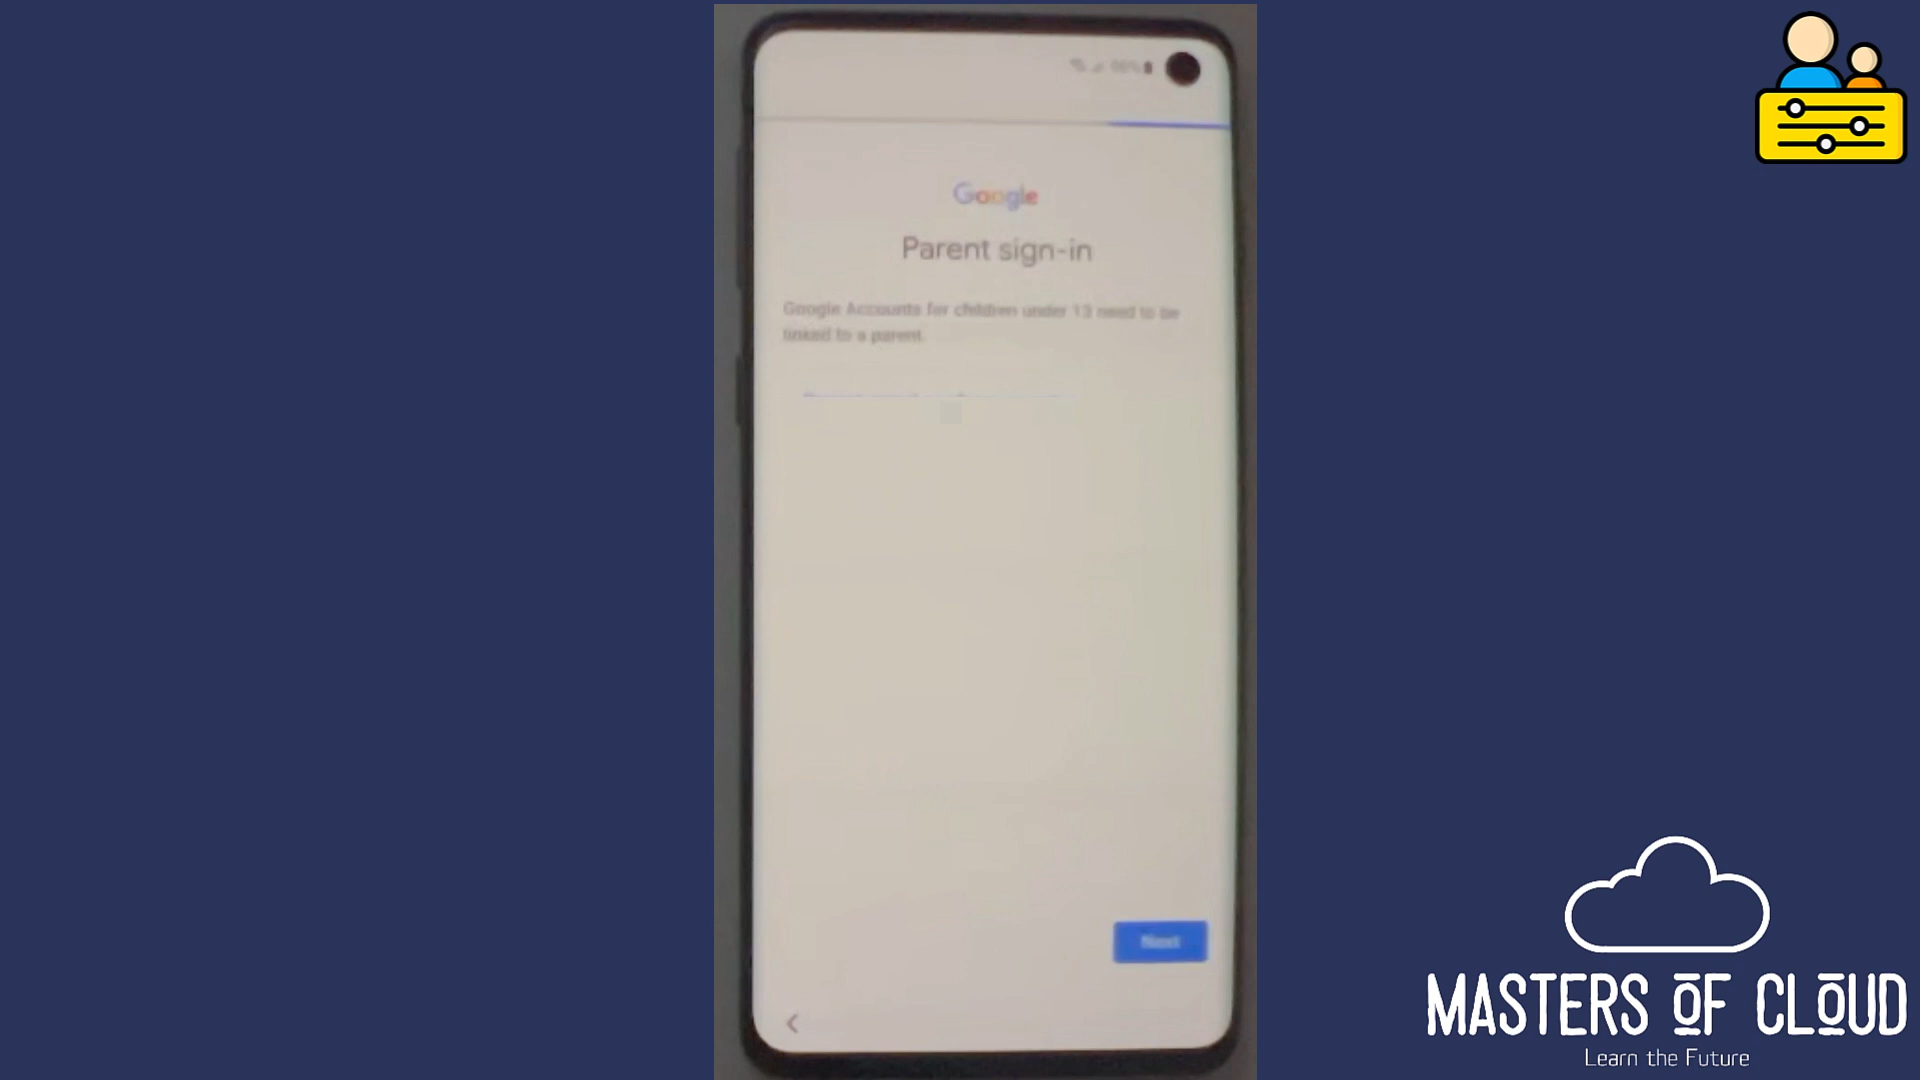 Google
Parent sign-in
Google Accounts for children under 13 need to be
linked to a parent.
Next
MASTERS OF CLOUD
Learn the Future